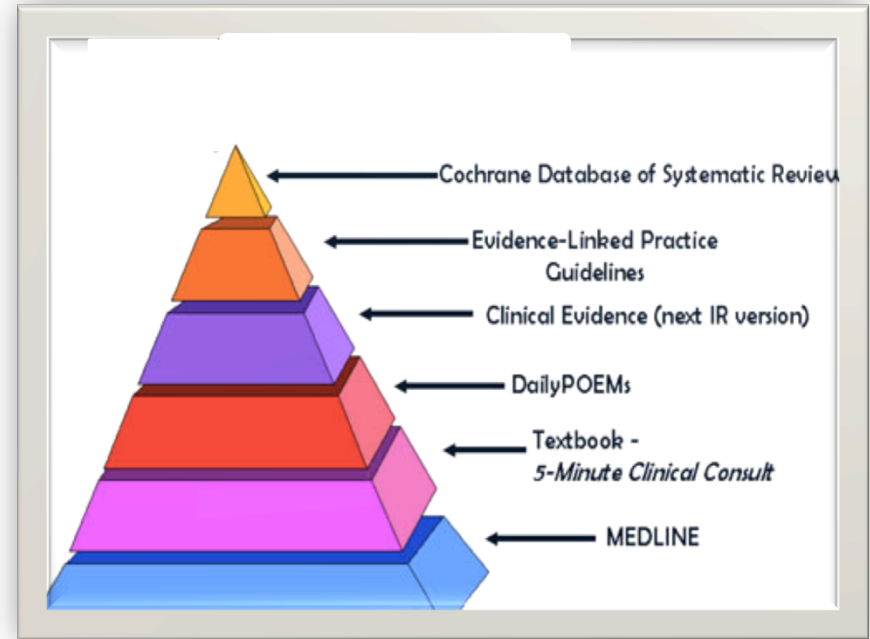 Cochrane Database of Systematic Review
Evidence-Linked Practice
Guidelines
Clinical Evidence (next IR version)
DailyPOEMs
Textbook -
5-Minute Clinical Consult
MEDLINE